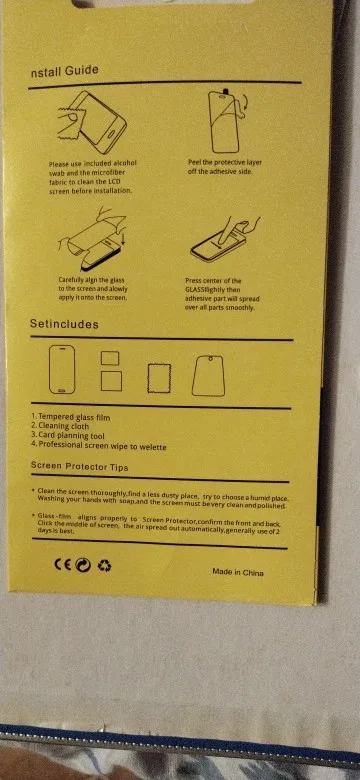 nstall Guide
Please use included alcohol
swab and the microfiber
fabric to clean the LCD
screen before installation.
Peel the protective layer
off the adhesive side.
Carefully algn the glass
to the screen and alowly
apply it onto the screen.
Press center of the
GLASSllightly then
adhesive part will spread
over all parts smoothly.
Setincludes
1. Tempered glass film
2. Cleaning cloth
3. Card planning tool
4. Professional screen wipe to welette
Screen Protector Tips
* Clean the screen thoroughly,find a less dusty place, try to choose a humid place.
Washing your hands with soap,and the screen must be very clean and polished.
* Glass-film aligns properly to Screen Protector,confirm the front and back,
Click the middle of screen, the air spread out automatically,generally use of 2
days is best.
CE
Made in China